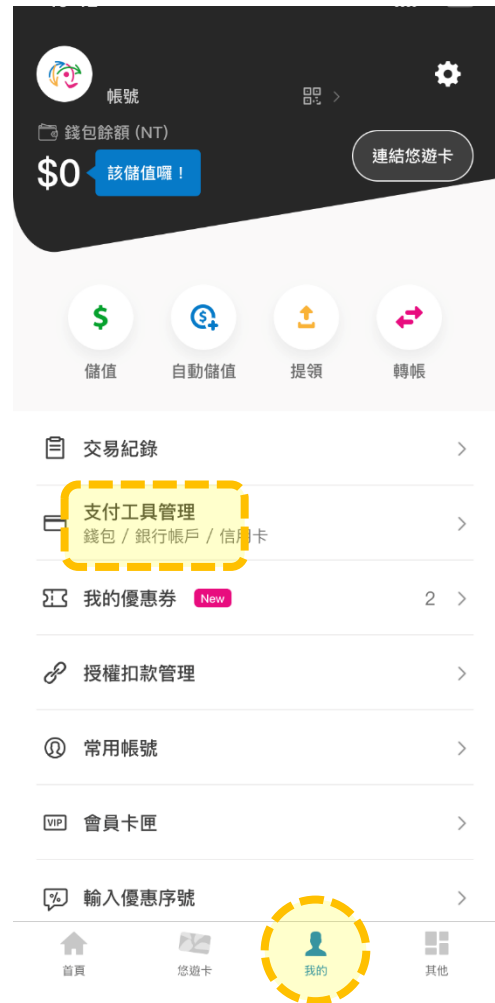 帳號
錢包餘額 (NT)
$0
該儲值囉！
連結悠遊卡
儲值
自動儲值
提領
轉帳
交易紀錄
支付工具管理
錢包 / 銀行帳戶 / 信用卡
我的優惠券 New 2
授權扣款管理
常用帳號
VIP 會員卡匣
輸入優惠序號
首頁
悠遊卡
我的
其他